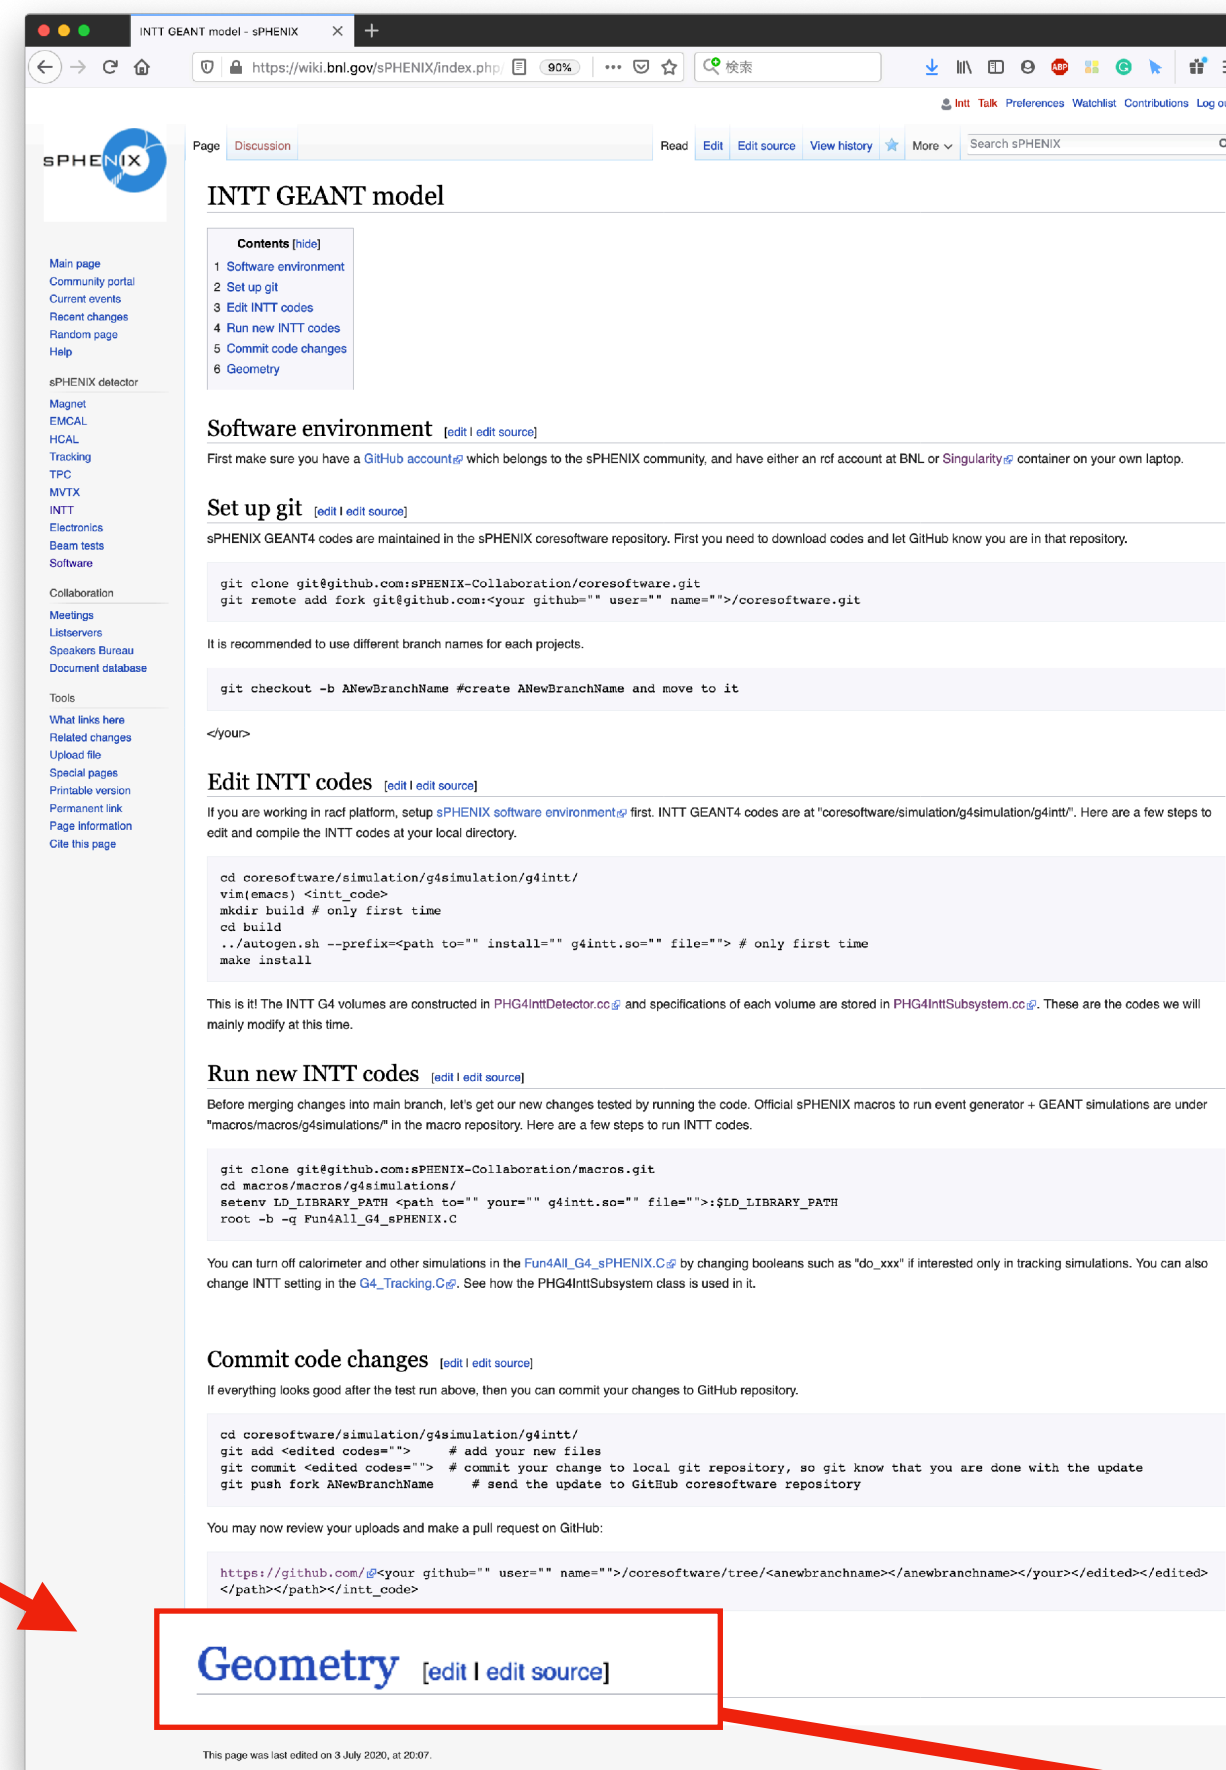 INTT GEANT model - sPHENIX
https://wiki.bnl.gov/sPHENIX/index.php/
90%
検索
Intt Talk Preferences Watchlist Contributions Log ou
sPHENIX
Page Discussion
Read Edit Edit source View history More Search sPHENIX
INTT GEANT model
Contents [hide]
1 Software environment
2 Set up git
3 Edit INTT codes
4 Run new INTT codes
5 Commit code changes
6 Geometry
Main page
Community portal
Current events
Recent changes
Random page
Help
sPHENIX detector
Magnet
EMCAL
HCAL
Tracking
TPC
MVTX
INTT
Electronics
Beam tests
Software
Collaboration
Meetings
Listservers
Speakers Bureau
Document database
Tools
What links here
Related changes
Upload file
Special pages
Printable version
Permanent link
Page information
Cite this page
Software environment [edit | edit source]
First make sure you have a GitHub account which belongs to the sPHENIX community, and have either an rcf account at BNL or Singularity container on your own laptop.
Set up git [edit | edit source]
sPHENIX GEANT4 codes are maintained in the sPHENIX coresoftware repository. First you need to download codes and let GitHub know you are in that repository.
git clone git@github.com:sPHENIX-Collaboration/coresoftware.git
git remote add fork git@github.com:<your github="" user="" name="">/coresoftware.git
It is recommended to use different branch names for each projects.
git checkout -b ANewBranchName #create ANewBranchName and move to it
</your>
Edit INTT codes [edit | edit source]
If you are working in racf platform, setup sPHENIX software environment first. INTT GEANT4 codes are at "coresoftware/simulation/g4simulation/g4intt/". Here are a few steps to
edit and compile the INTT codes at your local directory.
cd coresoftware/simulation/g4simulation/g4intt/
vim(emacs) <intt_code>
mkdir build # only first time
cd build
../autogen.sh --prefix=<path to="" install="" g4intt.so="" file=""> # only first time
make install
This is it! The INTT G4 volumes are constructed in PHG4InttDetector.cc and specifications of each volume are stored in PHG4InttSubsystem.cc. These are the codes we will
mainly modify at this time.
Run new INTT codes [edit | edit source]
Before merging changes into main branch, let's get our new changes tested by running the code. Official sPHENIX macros to run event generator + GEANT simulations are under
"macros/macros/g4simulations/" in the macro repository. Here are a few steps to run INTT codes.
git clone git@github.com:sPHENIX-Collaboration/macros.git
cd macros/macros/g4simulations/
setenv LD_LIBRARY_PATH <path to="" your="" g4intt.so="" file="">:$LD_LIBRARY_PATH
root -b -q Fun4All_G4_sPHENIX.C
You can turn off calorimeter and other simulations in the Fun4All_G4_sPHENIX.C by changing booleans such as "do_xxx" if interested only in tracking simulations. You can also
change INTT setting in the G4_Tracking.C. See how the PHG4InttSubsystem class is used in it.
Commit code changes [edit | edit source]
If everything looks good after the test run above, then you can commit your changes to GitHub repository.
cd coresoftware/simulation/g4simulation/g4intt/
git add <edited codes=""> # add your new files
git commit <edited codes=""> # commit your change to local git repository, so git know that you are done with the update
git push fork ANewBranchName # send the update to GitHub coresoftware repository
You may now review your uploads and make a pull request on GitHub:
https://github.com/<your github="" user="" name="">/coresoftware/tree/<anewbranchname></anewbranchname></your></edited></edited>
</path></path></intt_code>
Geometry [edit | edit source]
This page was last edited on 3 July 2020, at 20:07.